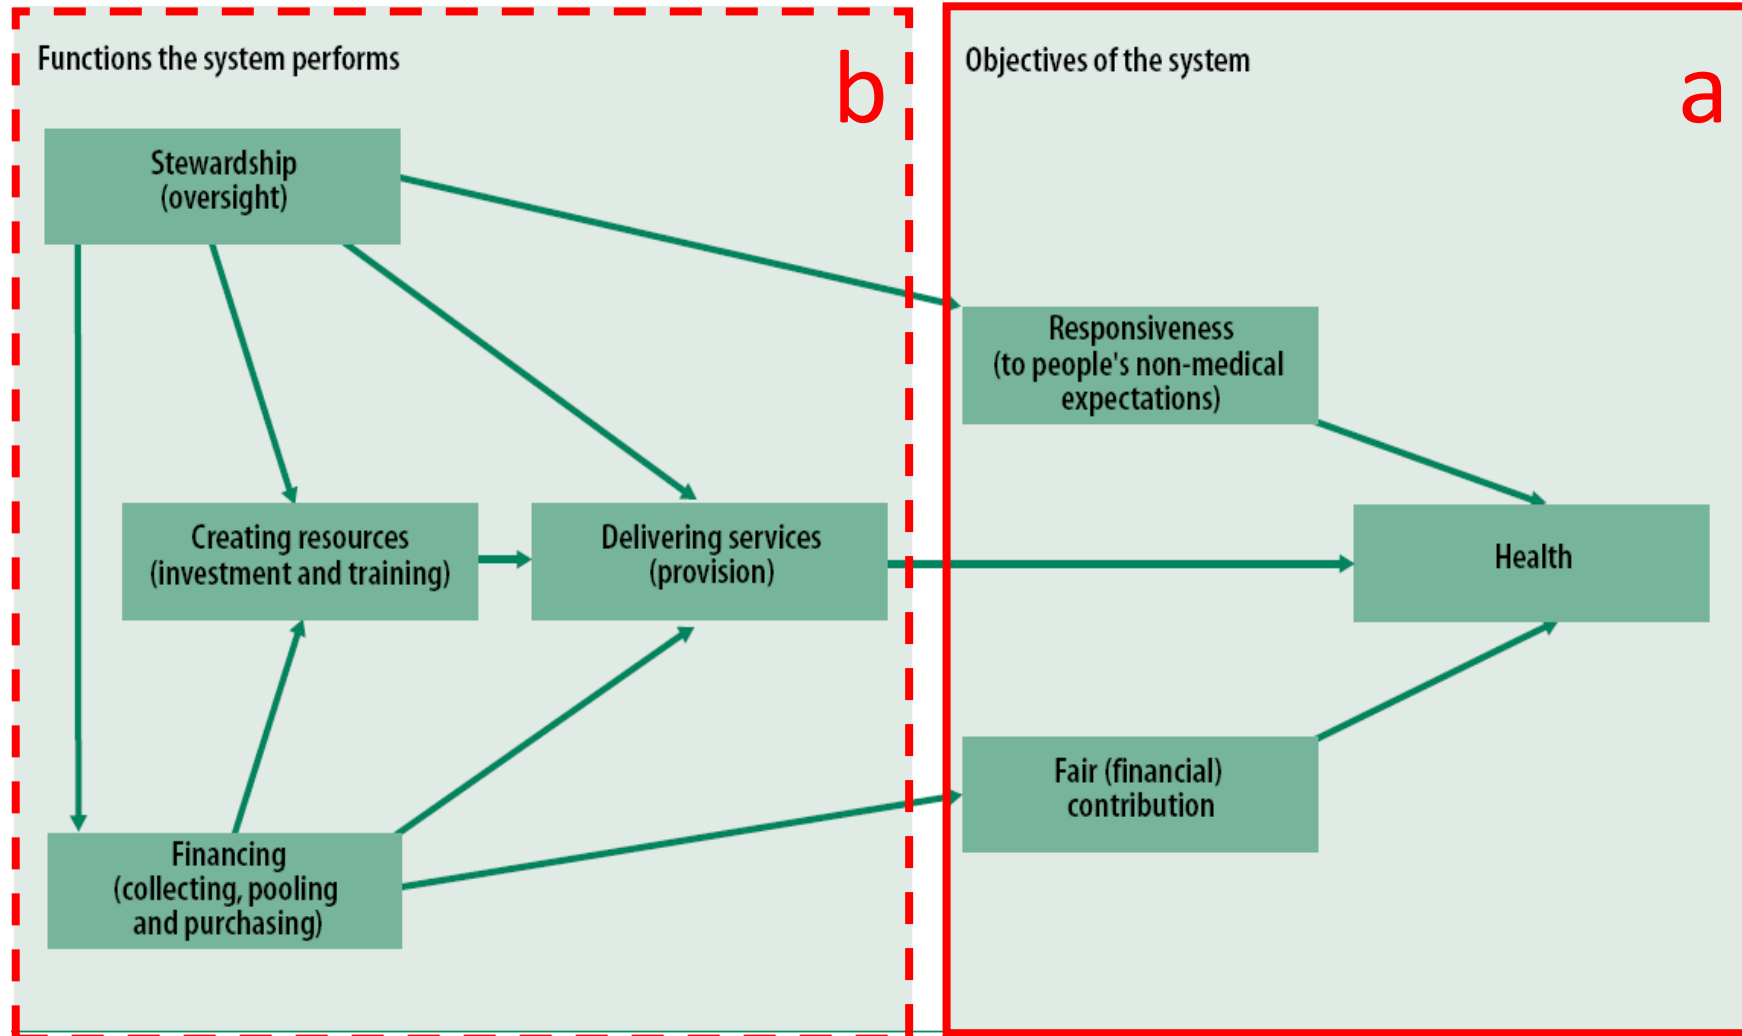 Functions the system performs
b
Stewardship
(oversight)
Creating resources
(investment and training)
Delivering services
(provision)
Financing
(collecting, pooling
and purchasing)
Objectives of the system
a
Responsiveness
(to people's non-medical
expectations)
Health
Fair (financial)
contribution